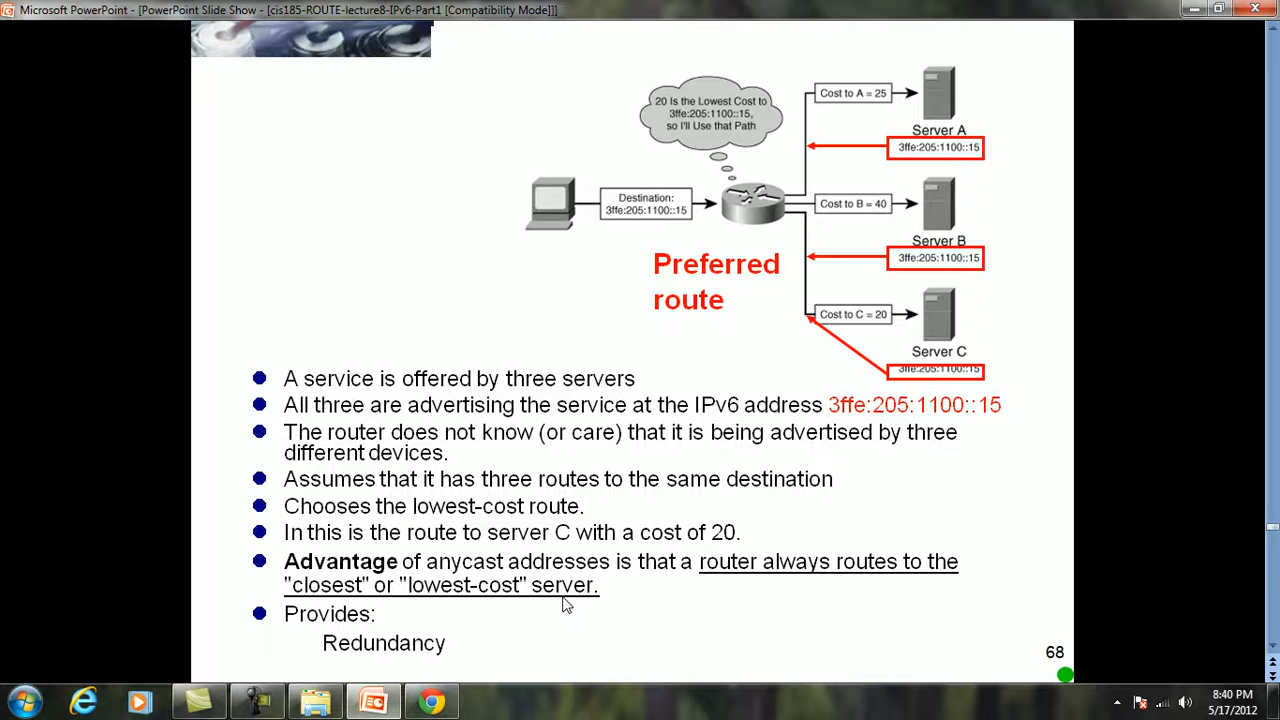 Microsoft PowerPoint - [PowerPoint Slide Show - [cis185-ROUTE-lecture8-IPv6-Part1 [Compatibility Mode]]]
20 Is the Lowest Cost to
3ffe:205:1100::15,
so I'll Use that Path
Cost to A = 25
Server A
3ffe:205:1100::15
Destination:
3ffe:205:1100::15
Cost to B = 40
Server B
3ffe:205:1100::15
Preferred
route
Cost to C = 20
Server C
3ffe:205:1100::15
A service is offered by three servers
All three are advertising the service at the IPv6 address 3ffe:205:1100::15
The router does not know (or care) that it is being advertised by three
different devices.
Assumes that it has three routes to the same destination
Chooses the lowest-cost route.
In this is the route to server C with a cost of 20.
Advantage of anycast addresses is that a router always routes to the
"closest" or "lowest-cost" server.
Provides:
Redundancy
68
8:40 PM
5/17/2012